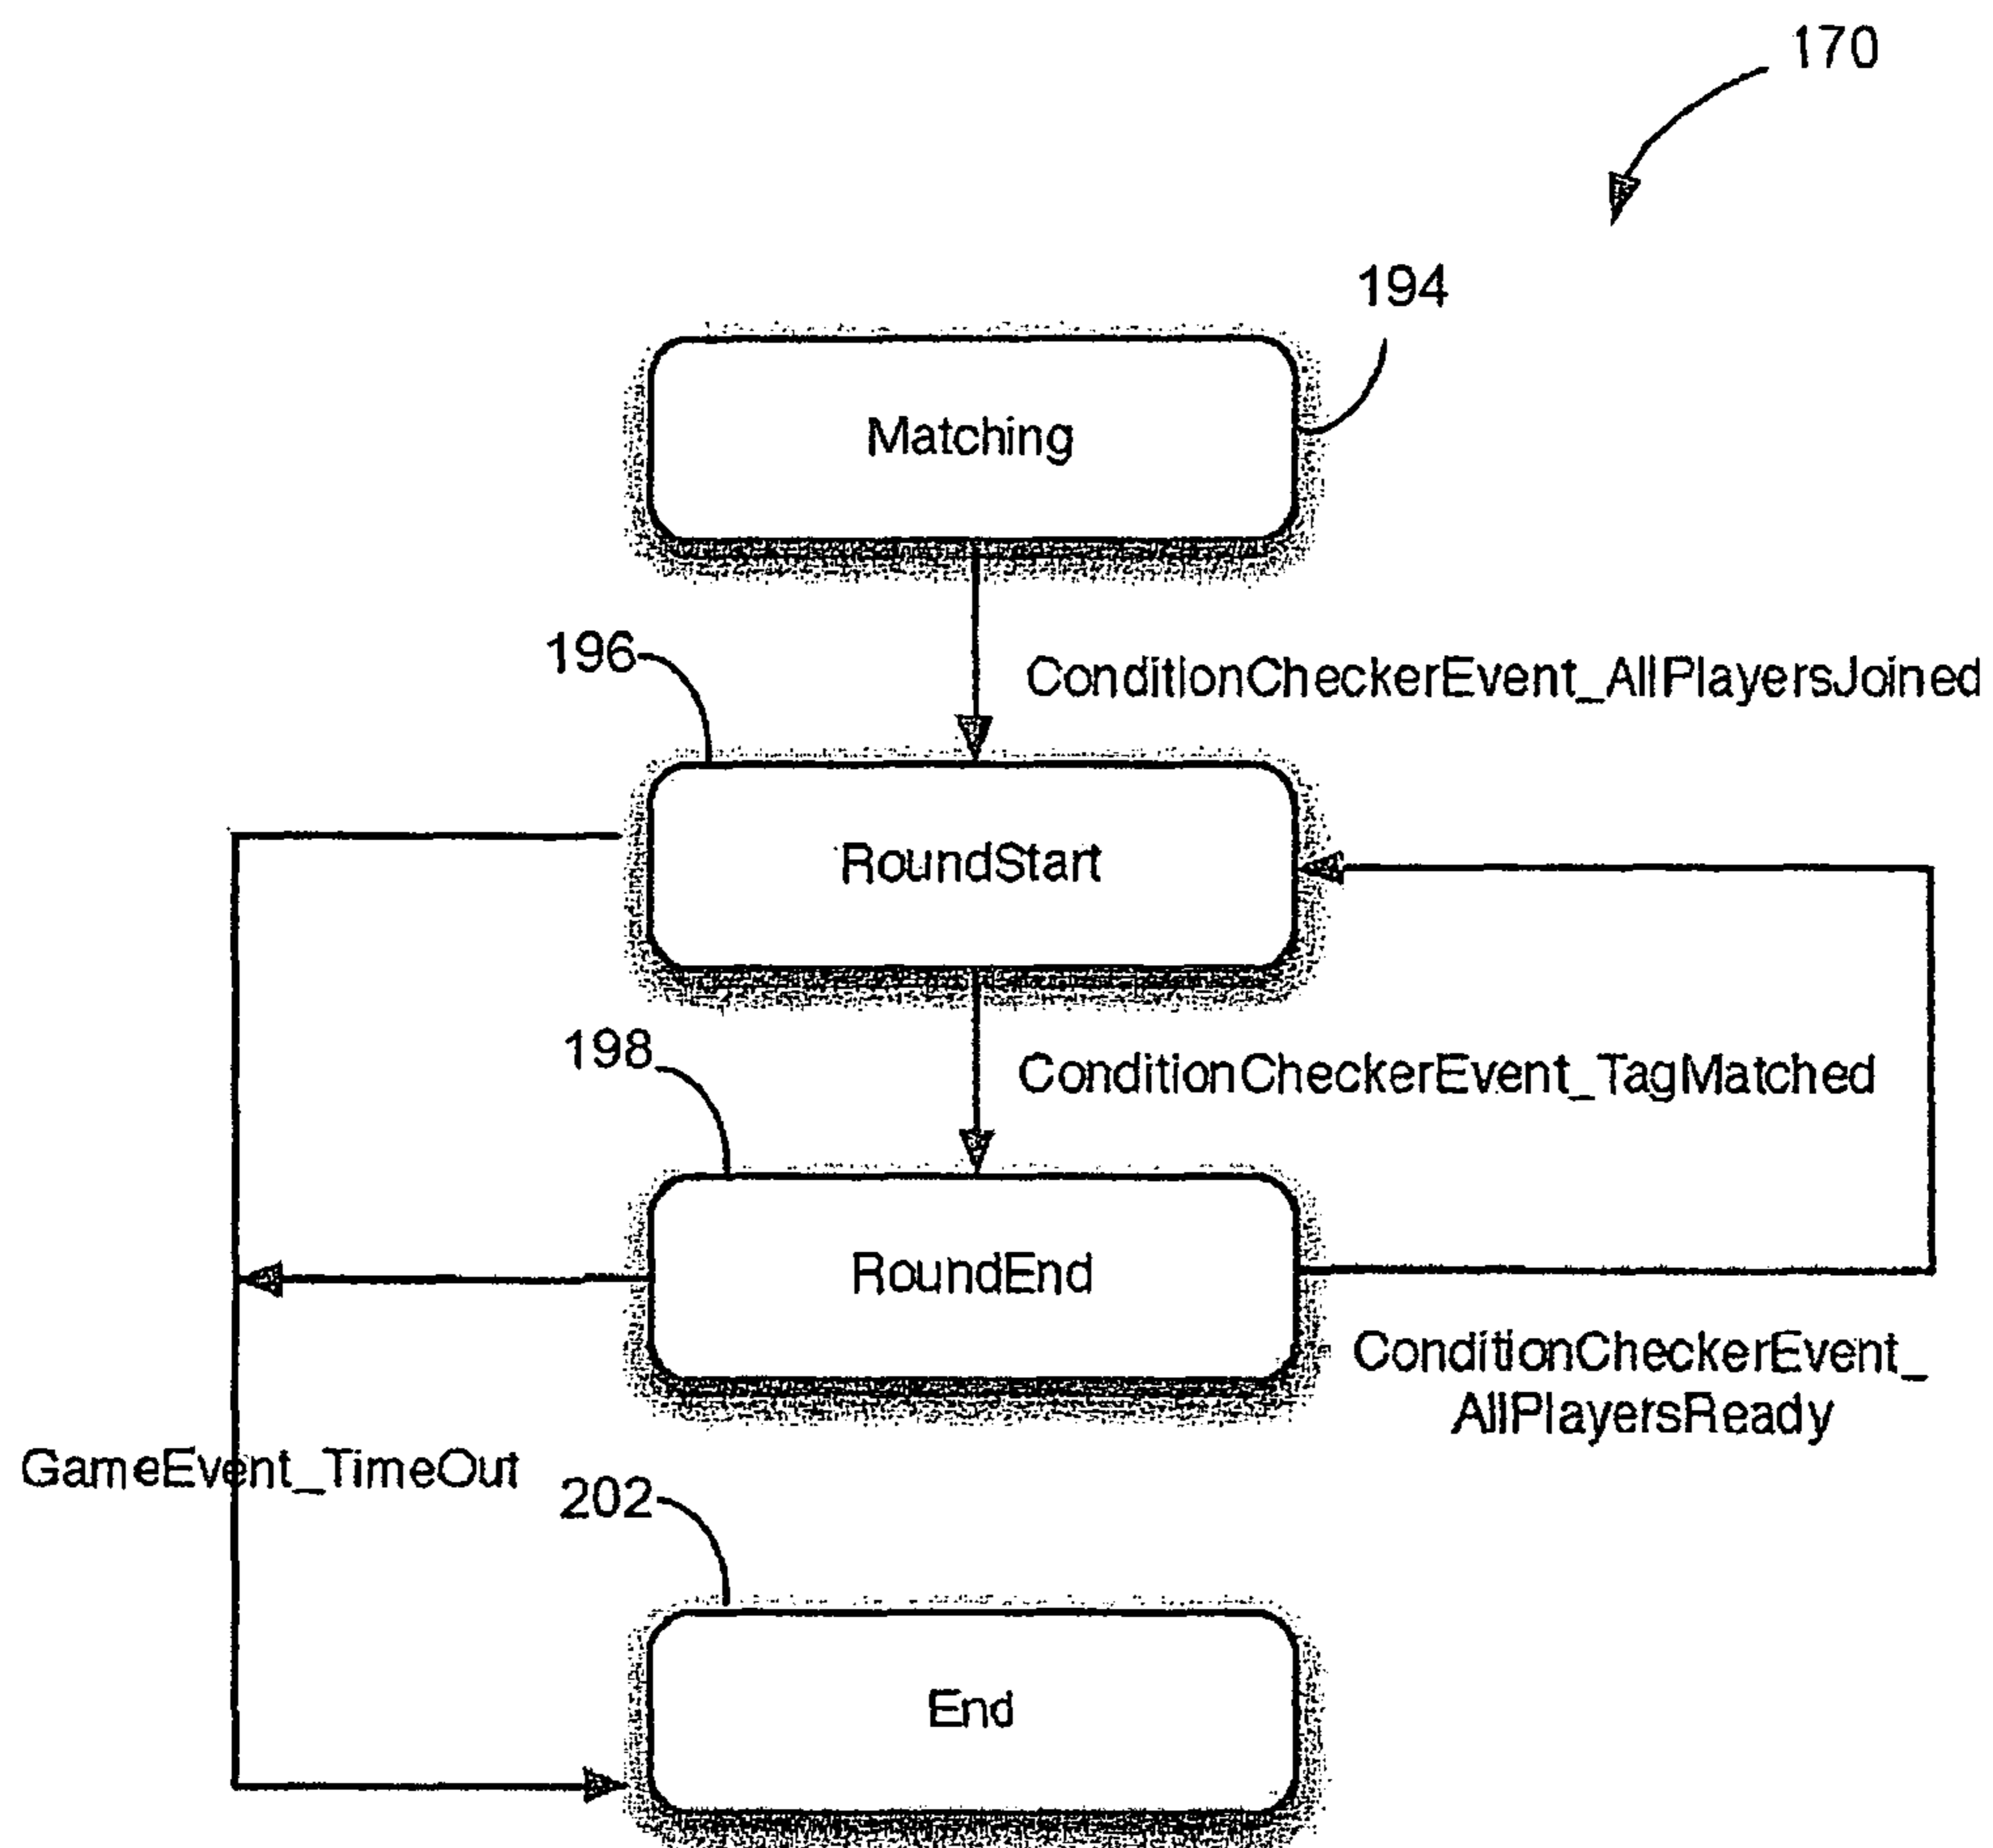 170
194
Matching
196
ConditionCheckerEvent_AllPlayersJoined
RoundStart
198
ConditionCheckerEvent_TagMatched
RoundEnd
ConditionCheckerEvent_
AllPlayersReady
GameEvent_TimeOut
202
End